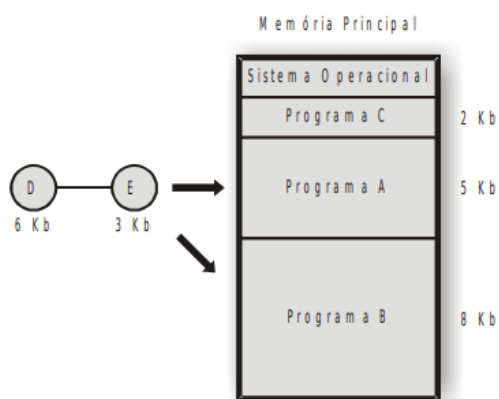 Memória Principal
Sistema Operacional
Programa C 2 Kb
D E Programa A 5 Kb
6 Kb 3 Kb
Programa B 8 Kb